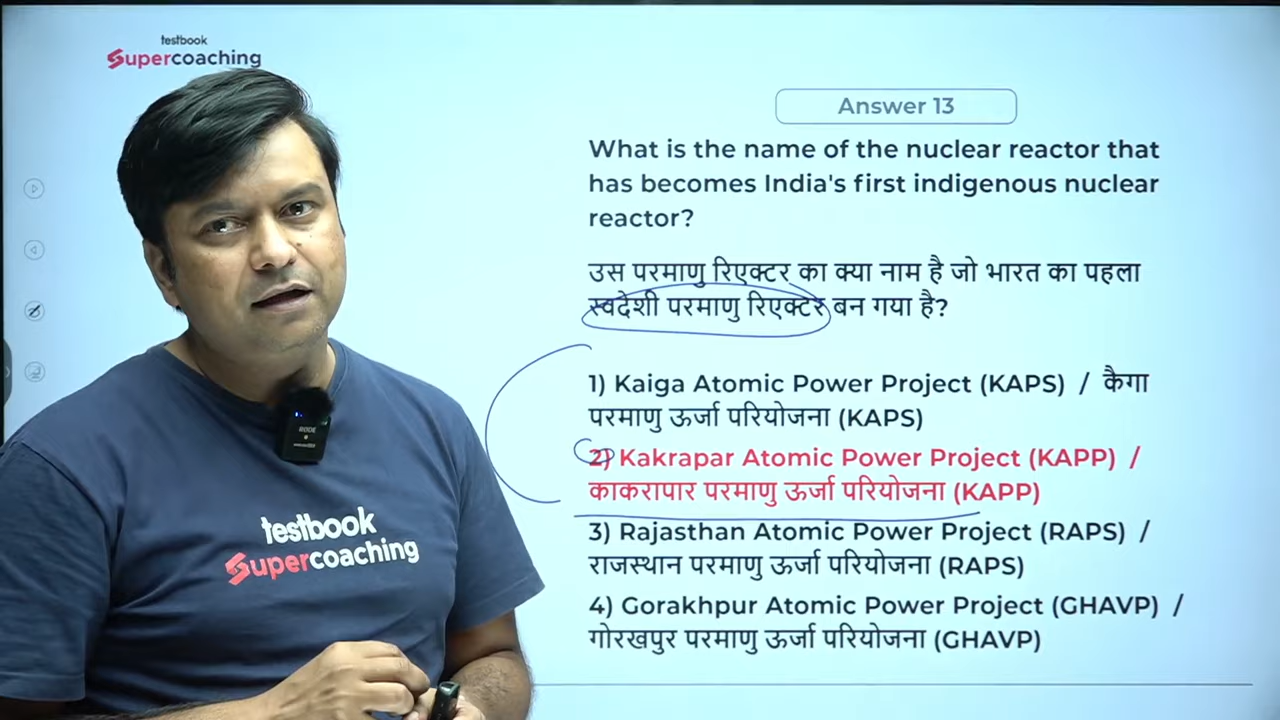 testbook
Supercoaching
Answer 13
What is the name of the nuclear reactor that
has becomes India's first indigenous nuclear
reactor?
उस परमाणु रिएक्टर का क्या नाम है जो भारत का पहला
स्वदेशी परमाणु रिएक्टर बन गया है?
1) Kaiga Atomic Power Project (KAPS) / कैगा
परमाणु ऊर्जा परियोजना (KAPS)
2) Kakrapar Atomic Power Project (KAPP) /
काकरापार परमाणु ऊर्जा परियोजना (KAPP)
3) Rajasthan Atomic Power Project (RAPS) /
राजस्थान परमाणु ऊर्जा परियोजना (RAPS)
4) Gorakhpur Atomic Power Project (GHAVP) /
गोरखपुर परमाणु ऊर्जा परियोजना (GHAVP)
RODE
testbook
Supercoaching